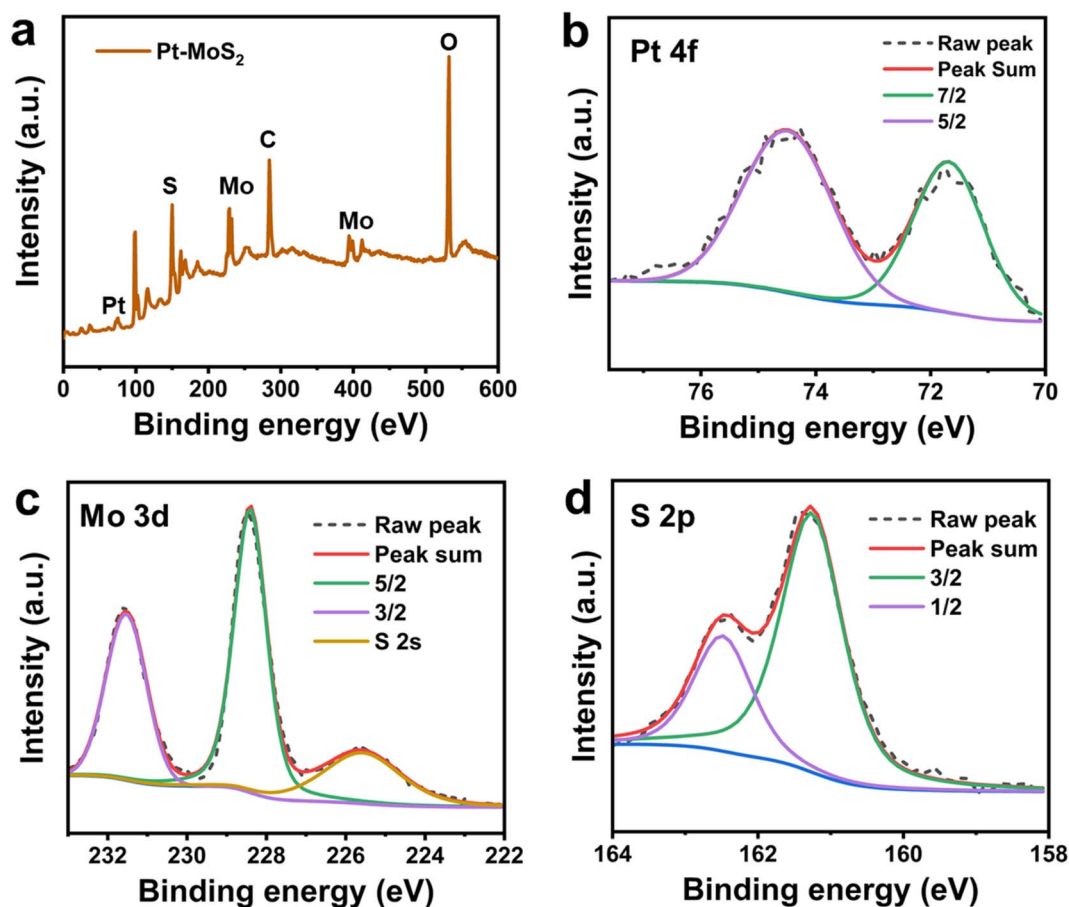 a
Pt-MoS₂
Pt
S
Mo
C
Mo
O
Intensity (a.u.)
0 100 200 300 400 500 600
Binding energy (eV)
b
Pt 4f
Raw peak
Peak Sum
7/2
5/2
Intensity (a.u.)
76 74 72 70
Binding energy (eV)
c
Mo 3d
Raw peak
Peak sum
5/2
3/2
S 2s
Intensity (a.u.)
232 230 228 226 224 222
Binding energy (eV)
d
S 2p
Raw peak
Peak sum
3/2
1/2
Intensity (a.u.)
164 162 160 158
Binding energy (eV)